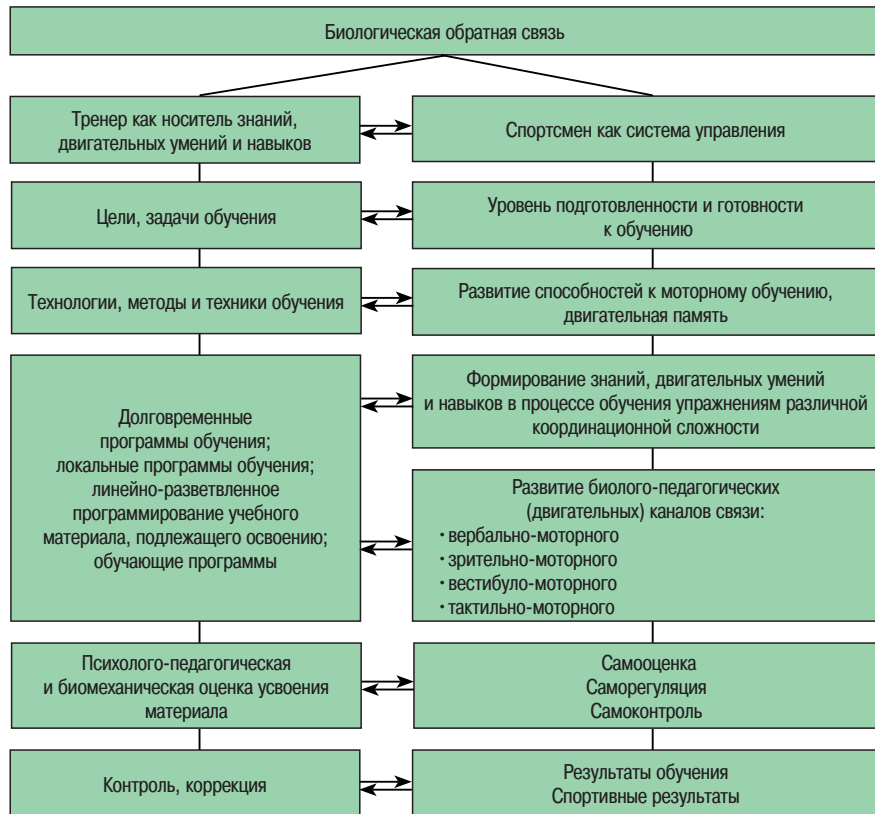 Биологическая обратная связь
Тренер как носитель знаний,
двигательных умений и навыков
Спортсмен как система управления
Цели, задачи обучения
Уровень подготовленности и готовности
к обучению
Технологии, методы и техники обучения
Развитие способностей к моторному обучению,
двигательная память
Долговременные
программы обучения;
локальные программы обучения;
линейно-разветвленное
программирование учебного
материала, подлежащего освоению;
обучающие программы
Формирование знаний, двигательных умений
и навыков в процессе обучения упражнениям различной
координационной сложности
Развитие биолого-педагогических
(двигательных) каналов связи:
· вербально-моторного
· зрительно-моторного
· вестибуло-моторного
· тактильно-моторного
Психолого-педагогическая
и биомеханическая оценка усвоения
материала
Самооценка
Саморегуляция
Самоконтроль
Контроль, коррекция
Результаты обучения
Спортивные результаты